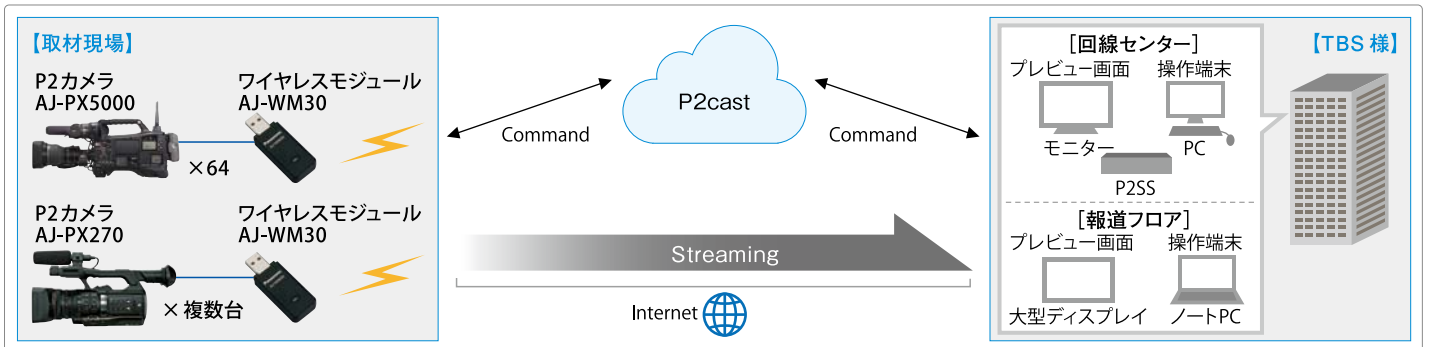 【取材現場】
P2カメラ
AJ-PX5000
ワイヤレスモジュール
AJ-WM30
×64
P2カメラ
AJ-PX270
ワイヤレスモジュール
AJ-WM30
×複数台
P2cast
Command
Command
Streaming
Internet
【TBS 様】
[回線センター]
プレビュー画面
操作端末
モニター
PC
P2SS
[報道フロア]
プレビュー画面
操作端末
大型ディスプレイ
ノートPC